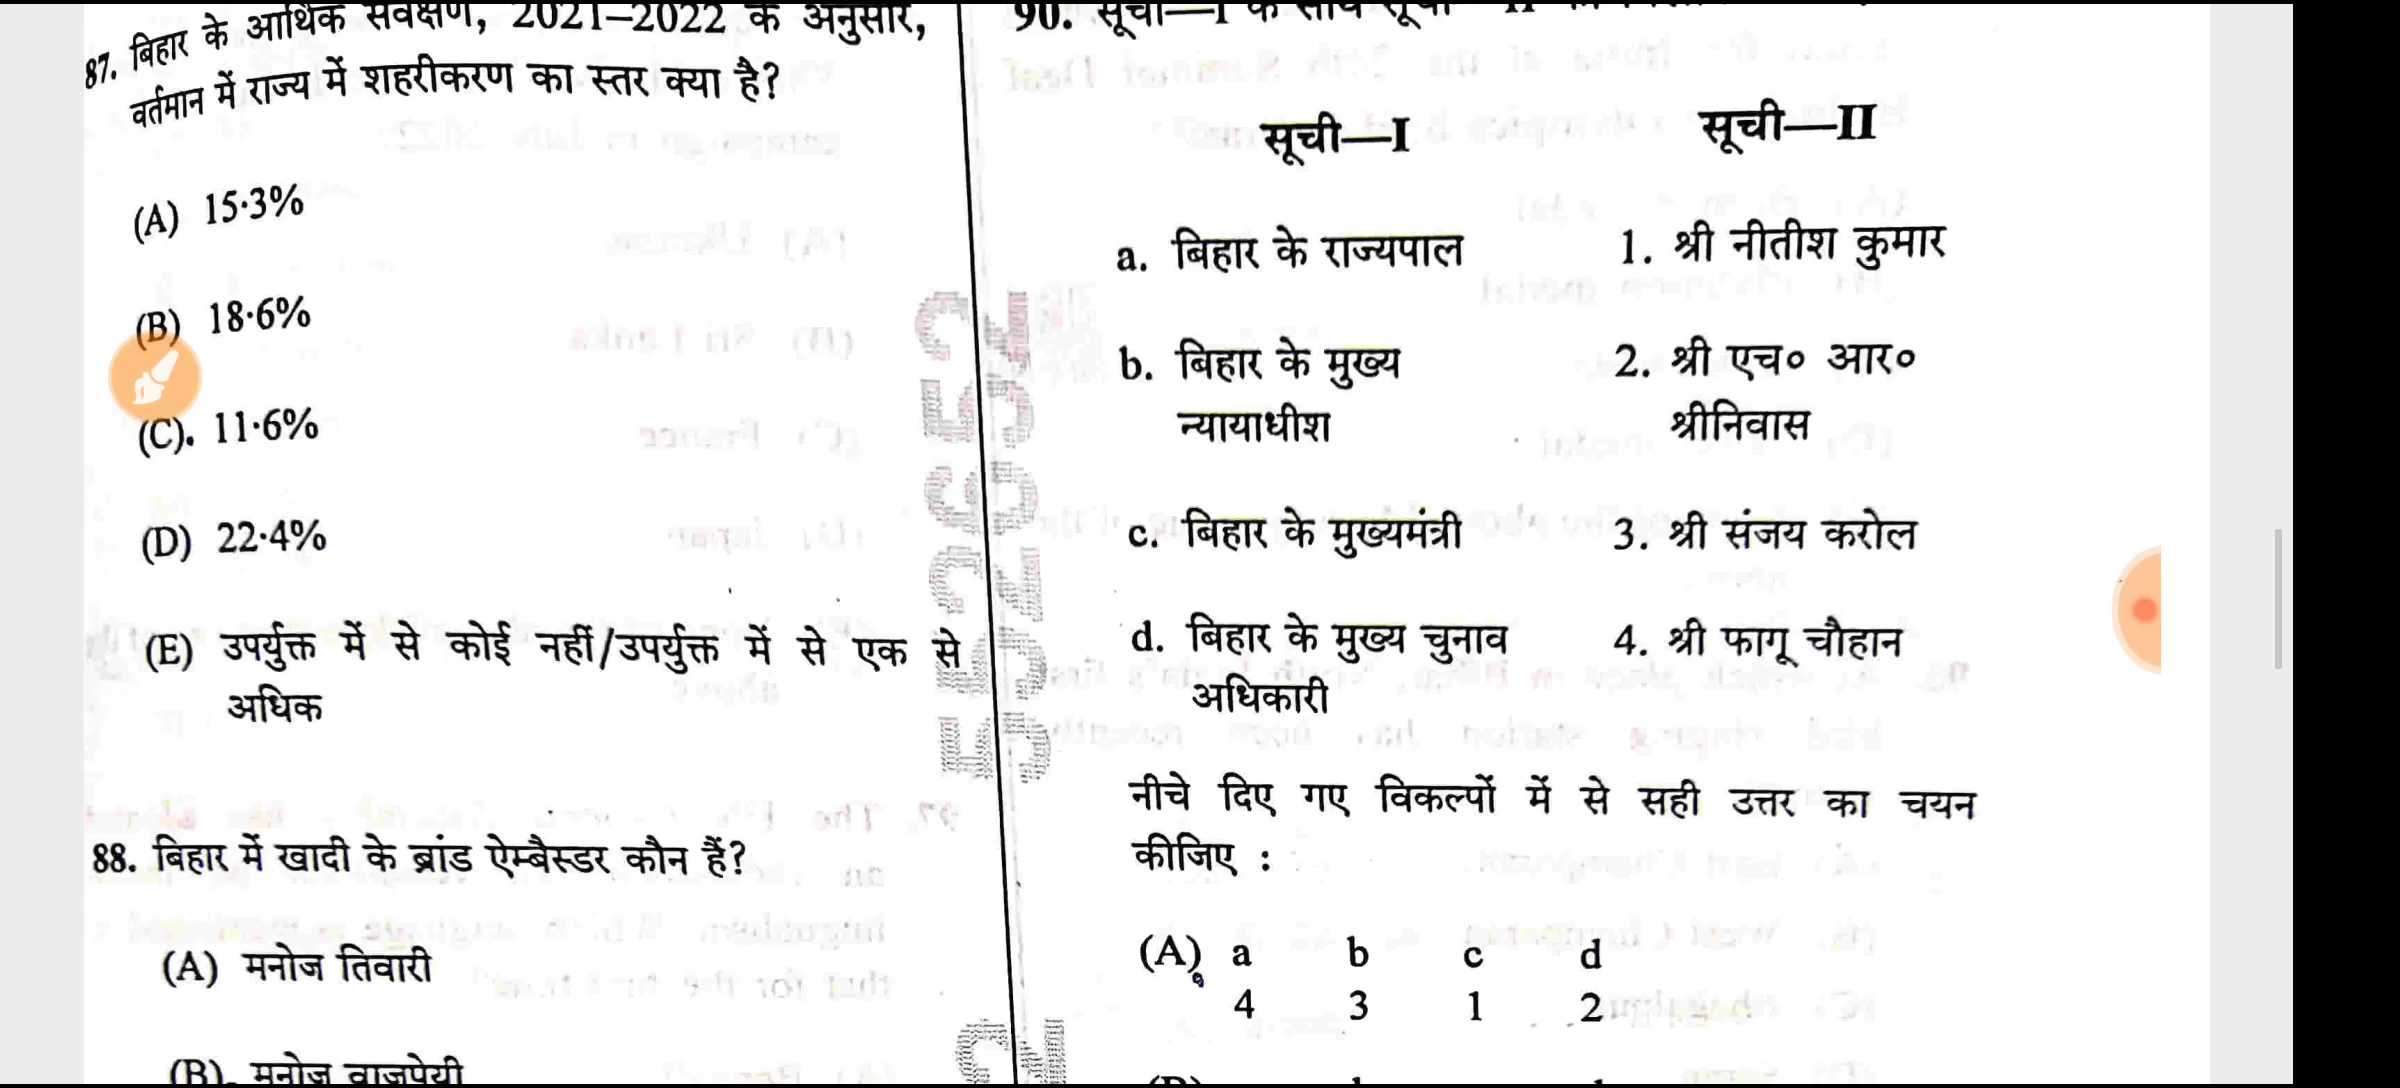 87. बिहार के आर्थिक सर्वेक्षण, 2021–2022 के अनुसार,
वर्तमान में राज्य में शहरीकरण का स्तर क्या है?
(A) 15·3%
(B) 18·6%
(C). 11·6%
(D) 22·4%
(E) उपर्युक्त में से कोई नहीं/उपर्युक्त में से एक से
अधिक
88. बिहार में खादी के ब्रांड ऐम्बैस्डर कौन हैं?
(A) मनोज तिवारी
(B). मनोज वाजपेयी
90. सूची—I के साथ सूची—II
सूची—I सूची—II
a. बिहार के राज्यपाल 1. श्री नीतीश कुमार
b. बिहार के मुख्य 2. श्री एच० आर०
न्यायाधीश श्रीनिवास
c. बिहार के मुख्यमंत्री 3. श्री संजय करोल
d. बिहार के मुख्य चुनाव 4. श्री फागू चौहान
अधिकारी
नीचे दिए गए विकल्पों में से सही उत्तर का चयन
कीजिए :
(A) a b c d
4 3 1 2